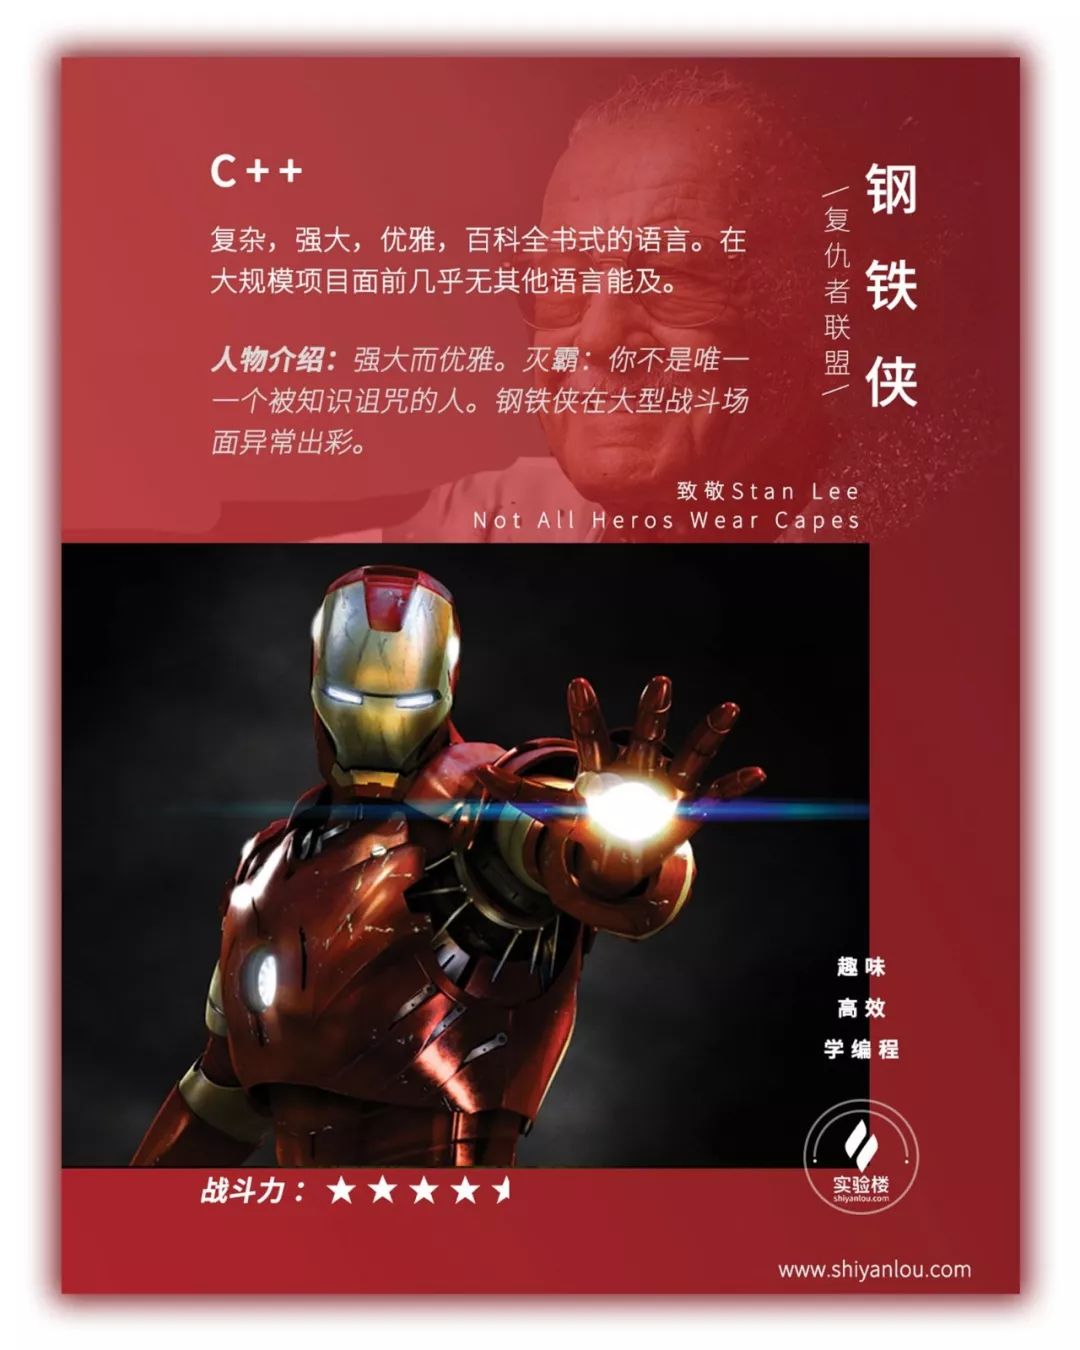 C++
复杂，强大，优雅，百科全书式的语言。在
大规模项目面前几乎无其他语言能及。
人物介绍：强大而优雅。灭霸：你不是唯一
一个被知识诅咒的人。钢铁侠在大型战斗场
面异常出彩。
钢铁侠
/复仇者联盟/
致敬Stan Lee
Not All Heros Wear Capes
趣味
高效
学编程
实验楼
shiyanlou.com
战斗力：
www.shiyanlou.com